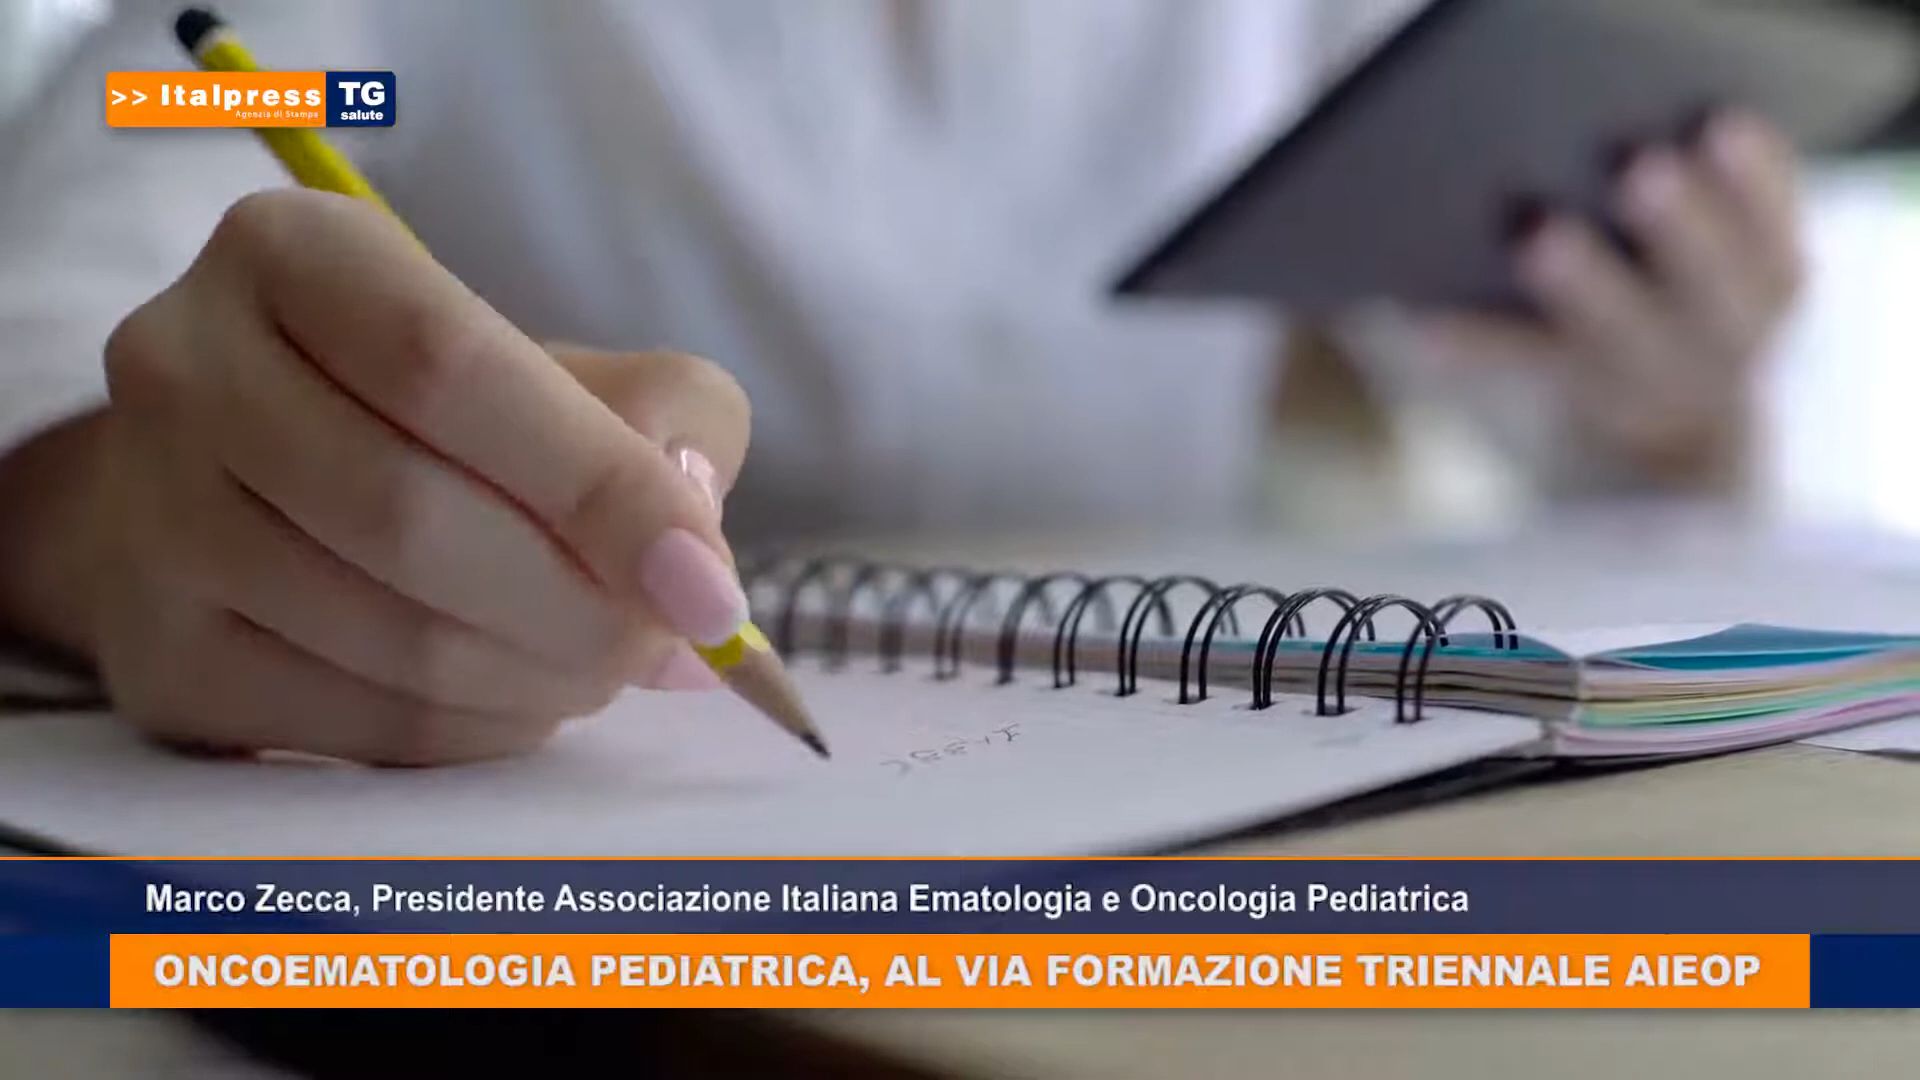 >> Italpress
Agenzia di Stampa
TG
salute
Marco Zecca, Presidente Associazione Italiana Ematologia e Oncologia Pediatrica
ONCOEMATOLOGIA PEDIATRICA, AL VIA FORMAZIONE TRIENNALE AIEOP